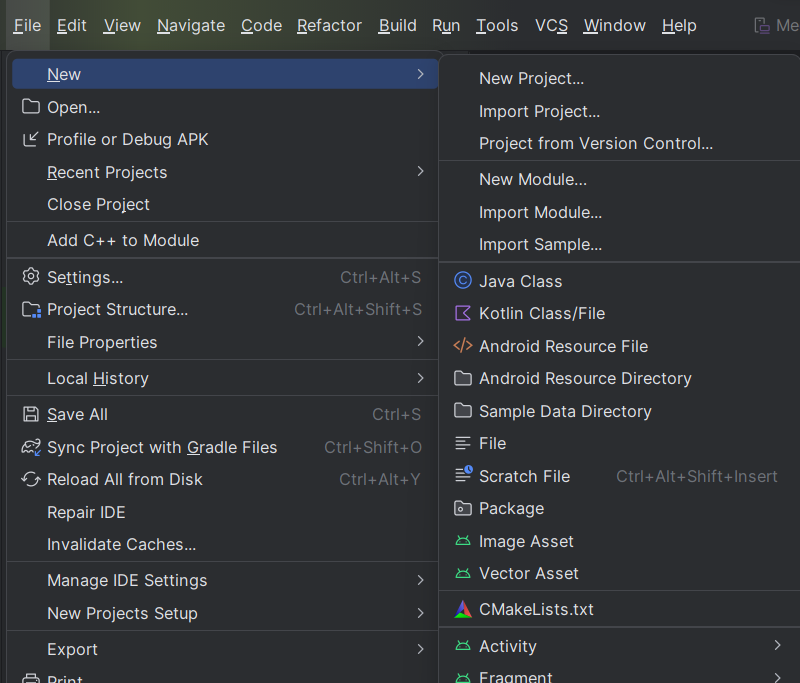 File Edit View Navigate Code Refactor Build Run Tools VCS Window Help Me
New
Open...
Profile or Debug APK
Recent Projects
Close Project
Add C++ to Module
Settings... Ctrl+Alt+S
Project Structure... Ctrl+Alt+Shift+S
File Properties
Local History
Save All Ctrl+S
Sync Project with Gradle Files Ctrl+Shift+O
Reload All from Disk Ctrl+Alt+Y
Repair IDE
Invalidate Caches...
Manage IDE Settings
New Projects Setup
Export
Print
New Project...
Import Project...
Project from Version Control...
New Module...
Import Module...
Import Sample...
Java Class
Kotlin Class/File
Android Resource File
Android Resource Directory
Sample Data Directory
File
Scratch File Ctrl+Alt+Shift+Insert
Package
Image Asset
Vector Asset
CMakeLists.txt
Activity
Fragment